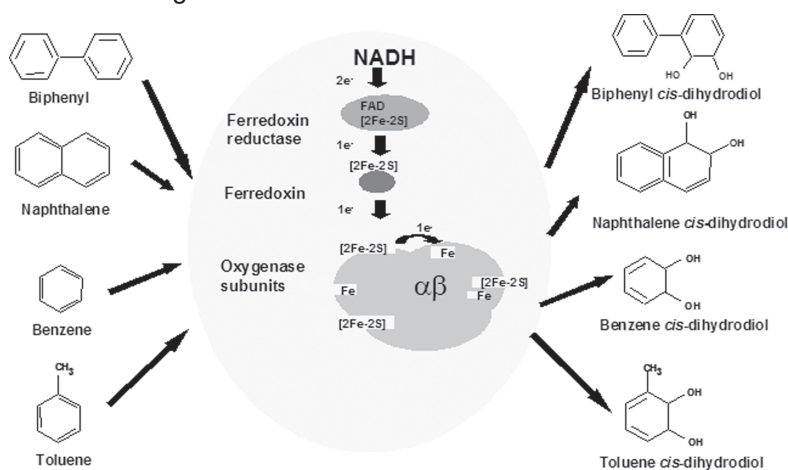 Biphenyl
Naphthalene
Benzene
CH3
Toluene
NADH
2e-
FAD
[2Fe-2S]
Ferredoxin
reductase
1e-
[2Fe-2S]
Ferredoxin
1e-
1e-
[2Fe-2S]
Fe
Oxygenase
subunits
αβ
[2Fe-2S]
Fe
Fe
[2Fe-2S]
HO
OH
Biphenyl cis-dihydrodiol
OH
OH
Naphthalene cis-dihydrodiol
OH
OH
Benzene cis-dihydrodiol
CH3
OH
OH
Toluene cis-dihydrodiol